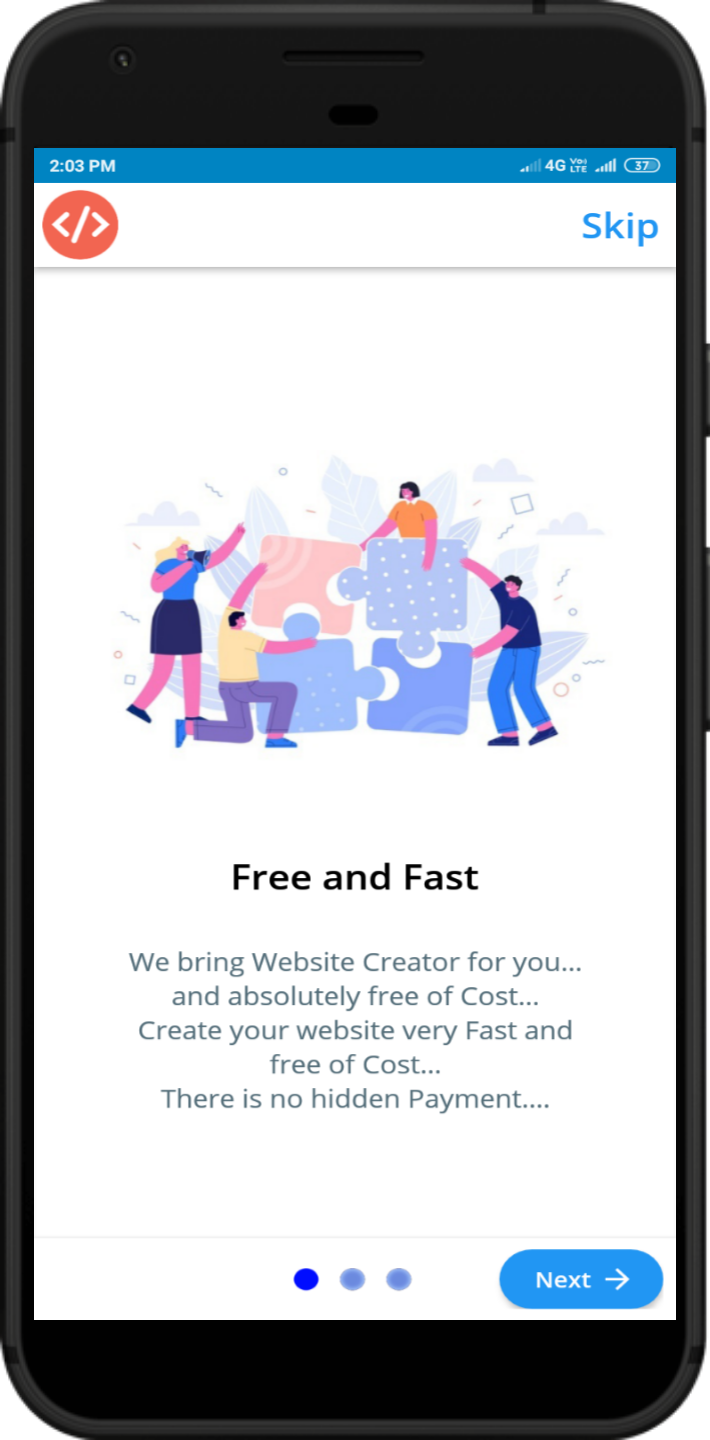 2:03 PM 4G Vo) LTE 37
</> Skip
Free and Fast
We bring Website Creator for you...
and absolutely free of Cost...
Create your website very Fast and
free of Cost...
There is no hidden Payment....
Next →